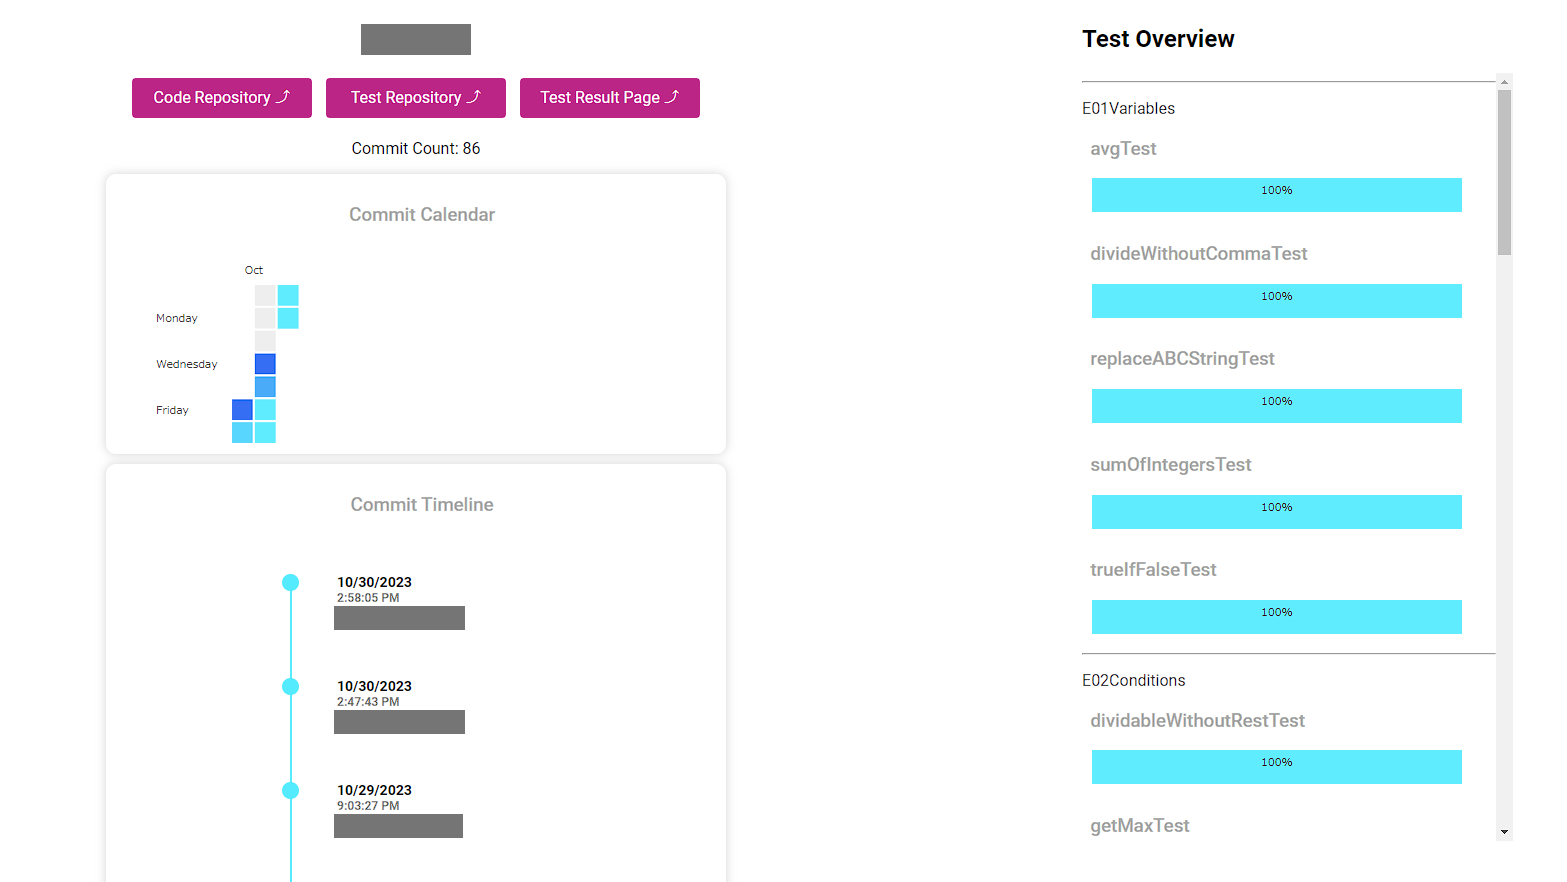 Code Repository ⤴
Test Repository ⤴
Test Result Page ⤴
Commit Count: 86
Commit Calendar
Oct
Monday
Wednesday
Friday
Commit Timeline
10/30/2023
2:58:05 PM
10/30/2023
2:47:43 PM
10/29/2023
9:03:27 PM
Test Overview
E01Variables
avgTest
100%
divideWithoutCommaTest
100%
replaceABCStringTest
100%
sumOfIntegersTest
100%
trueIfFalseTest
100%
E02Conditions
dividableWithoutRestTest
100%
getMaxTest